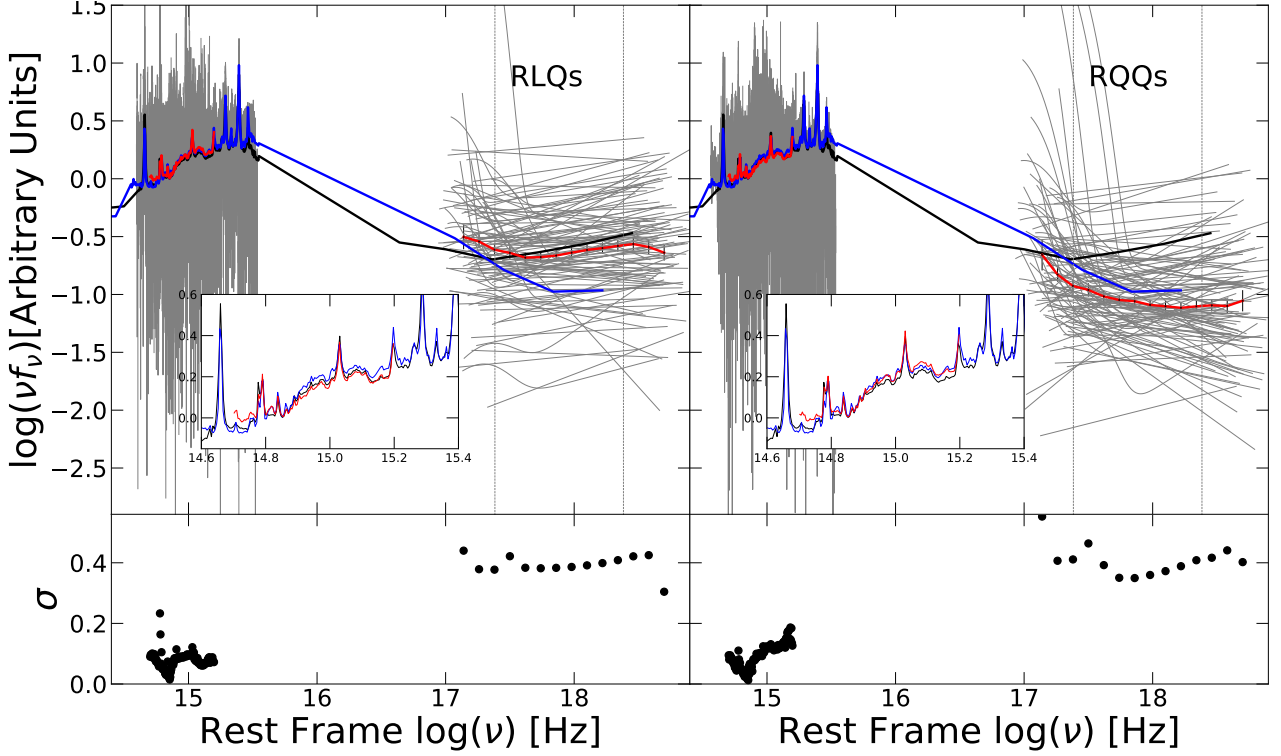 1.5
1.0
0.5
0.0
−0.5
−1.0
−1.5
−2.0
−2.5
log(νfν)[Arbitrary Units]
RLQs
RQQs
0.6
0.4
0.2
0.0
14.6 14.8 15.0 15.2 15.4
0.6
0.4
0.2
0.0
14.6 14.8 15.0 15.2 15.4
0.4
0.2
0.0
σ
15 16 17 18
15 16 17 18
Rest Frame log(ν) [Hz]
Rest Frame log(ν) [Hz]